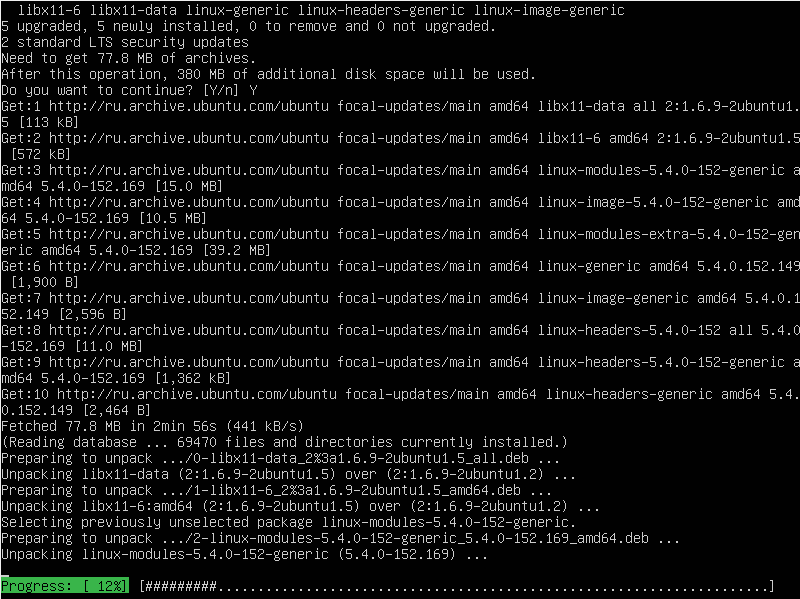 libx11-6 libx11-data linux-generic linux-headers-generic linux-image-generic
5 upgraded, 5 newly installed, 0 to remove and 0 not upgraded.
2 standard LTS security updates
Need to get 77.8 MB of archives.
After this operation, 380 MB of additional disk space will be used.
Do you want to continue? [Y/n] Y
Get:1 http://ru.archive.ubuntu.com/ubuntu focal-updates/main amd64 libx11-data all 2:1.6.9-2ubuntu1.
5 [113 kB]
Get:2 http://ru.archive.ubuntu.com/ubuntu focal-updates/main amd64 libx11-6 amd64 2:1.6.9-2ubuntu1.5
[572 kB]
Get:3 http://ru.archive.ubuntu.com/ubuntu focal-updates/main amd64 linux-modules-5.4.0-152-generic a
md64 5.4.0-152.169 [15.0 MB]
Get:4 http://ru.archive.ubuntu.com/ubuntu focal-updates/main amd64 linux-image-5.4.0-152-generic amd
64 5.4.0-152.169 [10.5 MB]
Get:5 http://ru.archive.ubuntu.com/ubuntu focal-updates/main amd64 linux-modules-extra-5.4.0-152-gen
eric amd64 5.4.0-152.169 [39.2 MB]
Get:6 http://ru.archive.ubuntu.com/ubuntu focal-updates/main amd64 linux-generic amd64 5.4.0.152.149
[1,900 B]
Get:7 http://ru.archive.ubuntu.com/ubuntu focal-updates/main amd64 linux-image-generic amd64 5.4.0.1
52.149 [2,596 B]
Get:8 http://ru.archive.ubuntu.com/ubuntu focal-updates/main amd64 linux-headers-5.4.0-152 all 5.4.0
-152.169 [11.0 MB]
Get:9 http://ru.archive.ubuntu.com/ubuntu focal-updates/main amd64 linux-headers-5.4.0-152-generic a
md64 5.4.0-152.169 [1,362 kB]
Get:10 http://ru.archive.ubuntu.com/ubuntu focal-updates/main amd64 linux-headers-generic amd64 5.4.
0.152.149 [2,464 B]
Fetched 77.8 MB in 2min 56s (441 kB/s)
(Reading database ... 69470 files and directories currently installed.)
Preparing to unpack .../0-libx11-data_2%3a1.6.9-2ubuntu1.5_all.deb ...
Unpacking libx11-data (2:1.6.9-2ubuntu1.5) over (2:1.6.9-2ubuntu1.2) ...
Preparing to unpack .../1-libx11-6_2%3a1.6.9-2ubuntu1.5_amd64.deb ...
Unpacking libx11-6:amd64 (2:1.6.9-2ubuntu1.5) over (2:1.6.9-2ubuntu1.2) ...
Selecting previously unselected package linux-modules-5.4.0-152-generic.
Preparing to unpack .../2-linux-modules-5.4.0-152-generic_5.4.0-152.169_amd64.deb ...
Unpacking linux-modules-5.4.0-152-generic (5.4.0-152.169) ...
Progress: [ 12%] [#########.....................................................................]